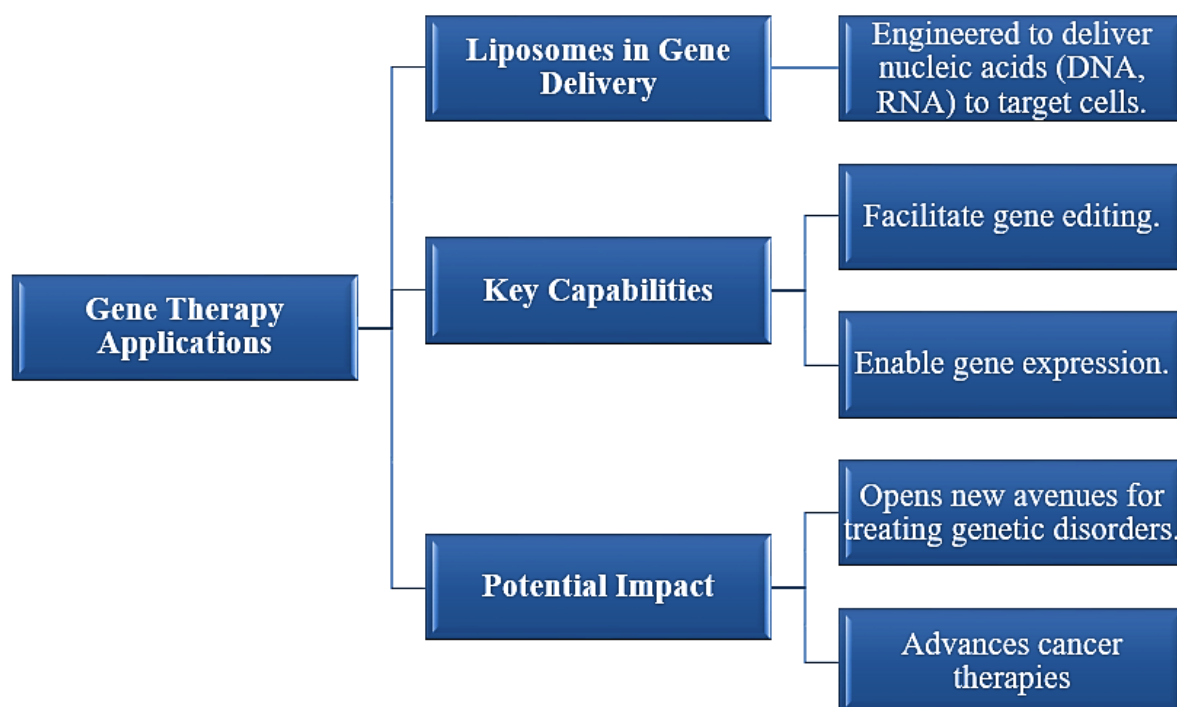 Liposomes in Gene
Delivery
Engineered to deliver
nucleic acids (DNA,
RNA) to target cells.
Gene Therapy
Applications
Key Capabilities
Facilitate gene editing.
Enable gene expression.
Potential Impact
Opens new avenues for
treating genetic disorders.
Advances cancer
therapies